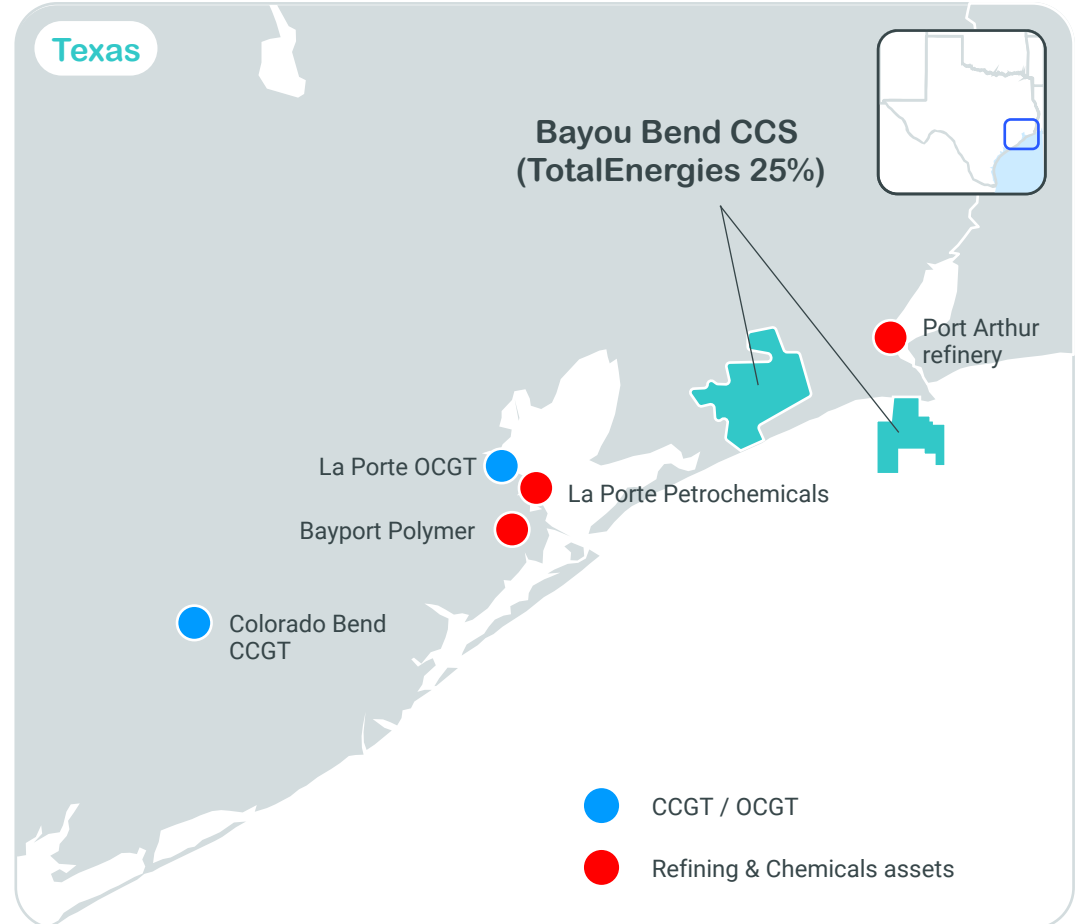 Texas
Bayou Bend CCS
(TotalEnergies 25%)
Port Arthur
refinery
La Porte OCGT
La Porte Petrochemicals
Bayport Polymer
Colorado Bend
CCGT
CCGT / OCGT
Refining & Chemicals assets